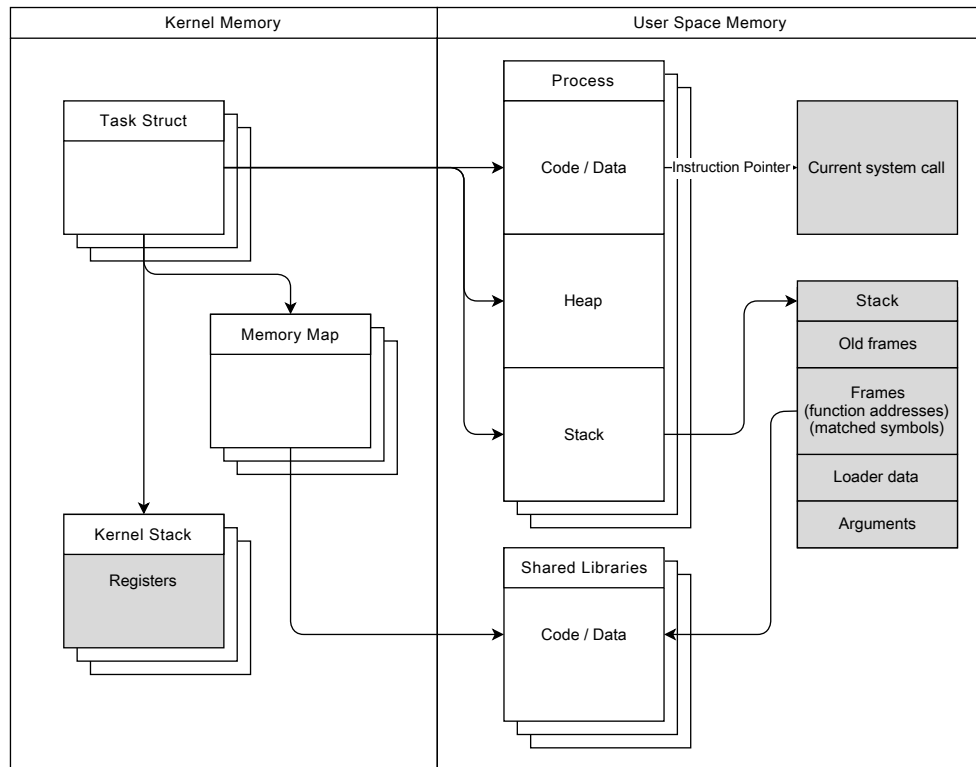 Kernel Memory
User Space Memory
Task Struct
Memory Map
Kernel Stack
Registers
Process
Code / Data
Heap
Stack
Shared Libraries
Code / Data
Instruction Pointer
Current system call
Stack
Old frames
Frames
(function addresses)
(matched symbols)
Loader data
Arguments